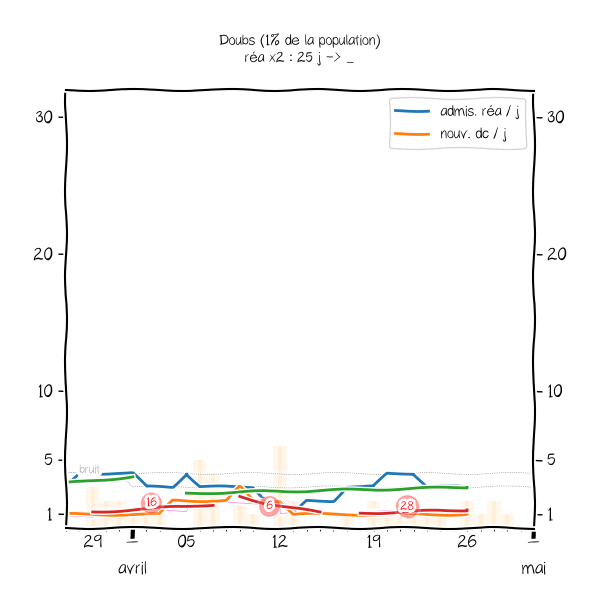 Doubs (1% de la population)
réa x2 : 25 j -> _
admis. réa / j
nouv. dc / j
30
30
20
20
10
10
5
5
bruit
16
6
28
1
1
29
05
12
19
26
avril
mai